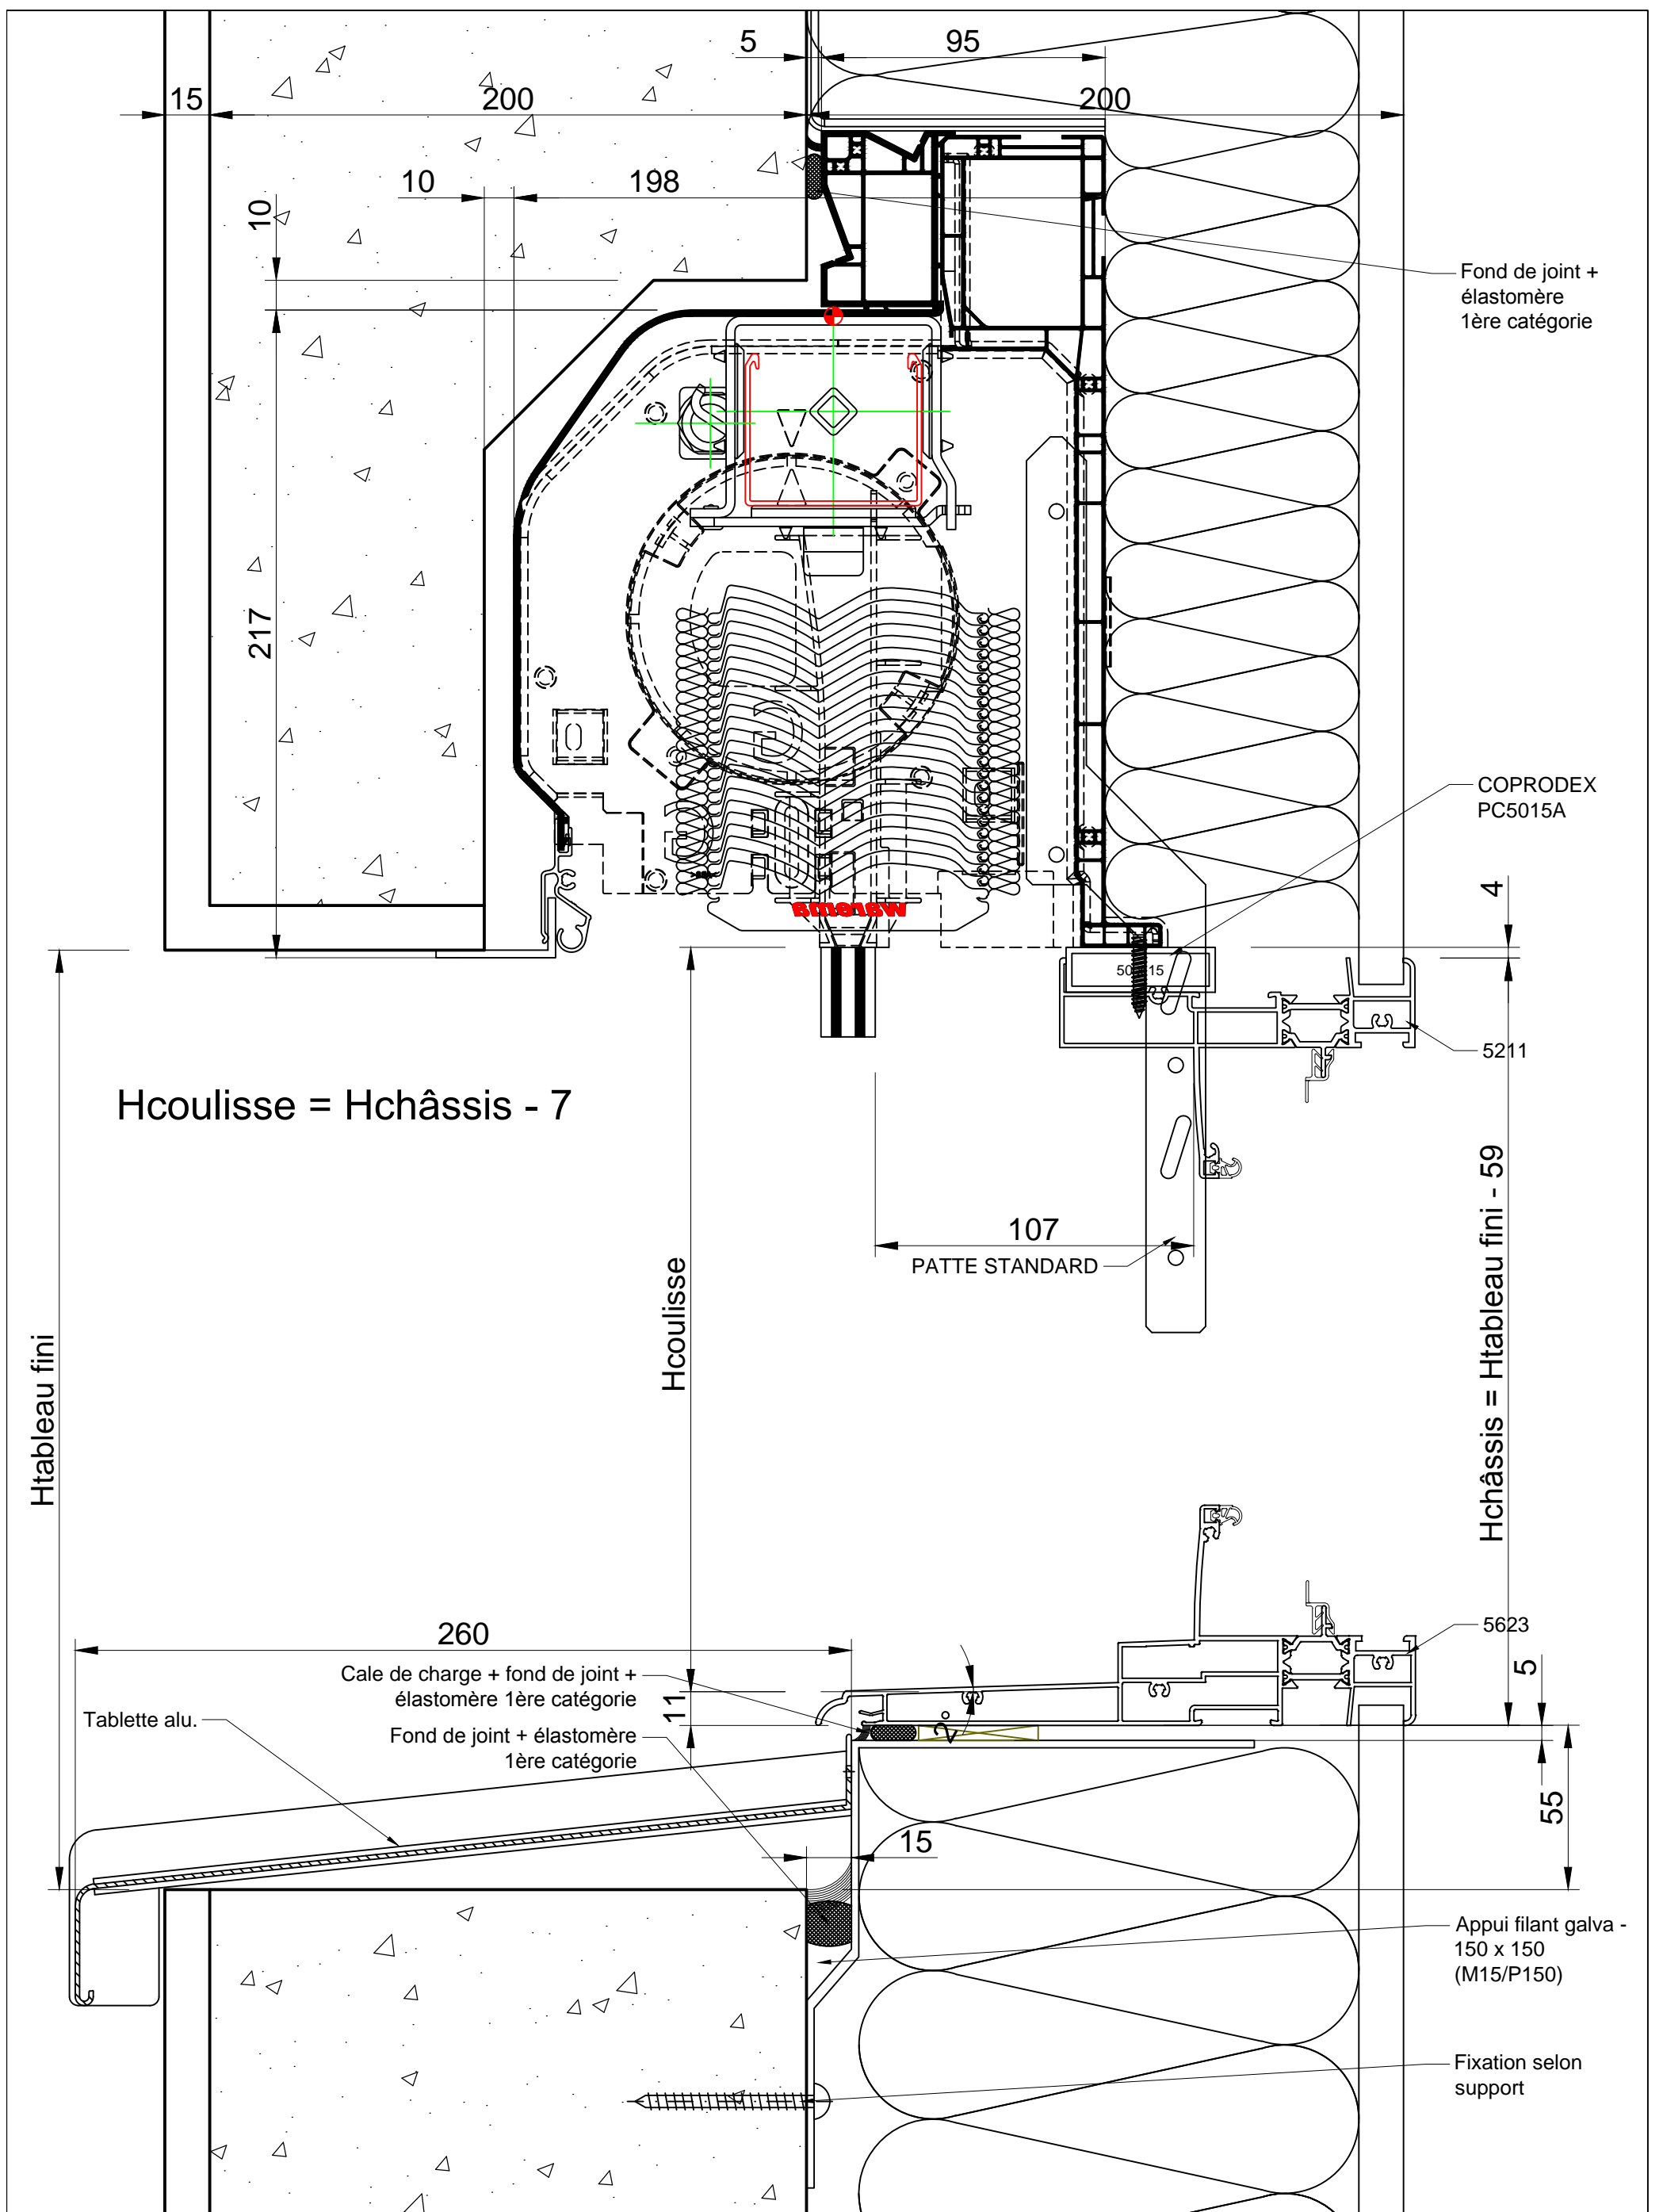 5
95
15
200
200
10
198
10
Fond de joint +
élastomère
1ère catégorie
217
COPRODEX
PC5015A
4
warema
5211
Hcoulisse = Hchâssis - 7
107
PATTE STANDARD
Htableau fini
Hcoulisse
Hchâssis = Htableau fini - 59
260
5623
Cale de charge + fond de joint +
élastomère 1ère catégorie
11
5
Tablette alu.
Fond de joint + élastomère
1ère catégorie
2
55
15
Appui filant galva -
150 x 150
(M15/P150)
Fixation selon
support